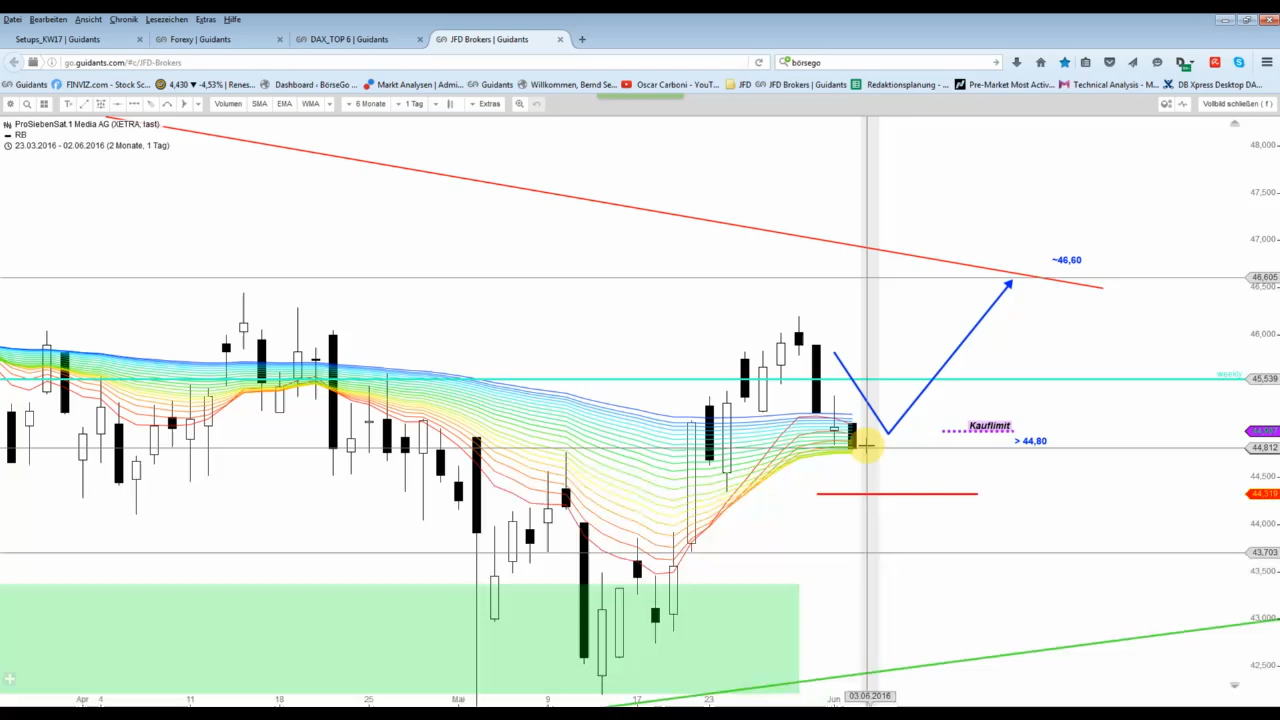 Datei Bearbeiten Ansicht Chronik Lesezeichen Extras Hilfe
Setups_KW17 | Guidants
Forexy | Guidants
DAX_TOP 6 | Guidants
JFD Brokers | Guidants
go.guidants.com/#c/JFD-Brokers
börsego
Guidants
FINVIZ.com - Stock Sc...
4,430 ▼ -4,53% | Renes...
Dashboard ‹ BörseGo ...
Markt Analysen | Admi...
Guidants
Willkommen, Bernd Se...
Oscar Carboni - YouT...
JFD
JFD Brokers | Guidants
Redaktionsplanung - ...
Pre-Market Most Activ...
Technical Analysis - M...
DB Xpress Desktop DA...
Volumen SMA EMA WMA 6 Monate 1 Tag Extras
Vollbild schließen ( f )
ProSiebenSat.1 Media AG (XETRA, last)
RB
23.03.2016 - 02.06.2016 (2 Monate, 1 Tag)
48,000
47,500
47,000
~46,60
46,605
46,500
46,000
weekly
45,539
Kauflimit
> 44,80
44,812
44,500
44,319
44,000
43,703
43,500
43,000
42,500
Apr 4 11 18 25 Mai 9 17 23 Jun 03.06.2016